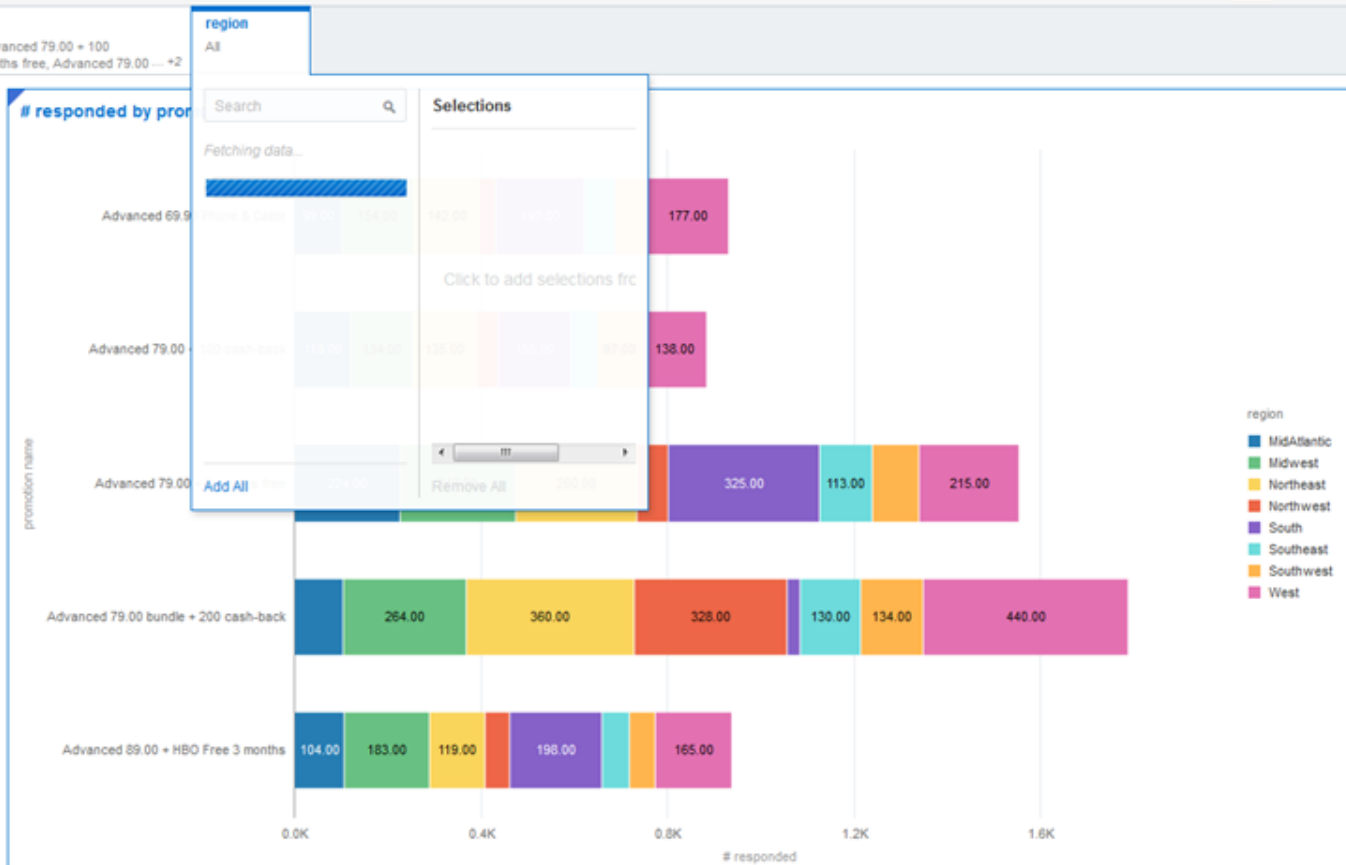 region
All
anced 79.00 + 100
ths free, Advanced 79.00 ... +2
Search
Selections
# responded by pror
Fetching data...
Advanced 69.9
177.00
Click to add selections frc
Advanced 79.00
138.00
region
MidAtlantic
Midwest
Northeast
Northwest
South
Southeast
Southwest
West
promotion name
Advanced 79.00
Add All
Remove All
325.00
113.00
215.00
Advanced 79.00 bundle + 200 cash-back
264.00
360.00
328.00
130.00
134.00
440.00
Advanced 89.00 + HBO Free 3 months
104.00
183.00
119.00
198.00
165.00
0.0K
0.4K
0.8K
1.2K
1.6K
# responded